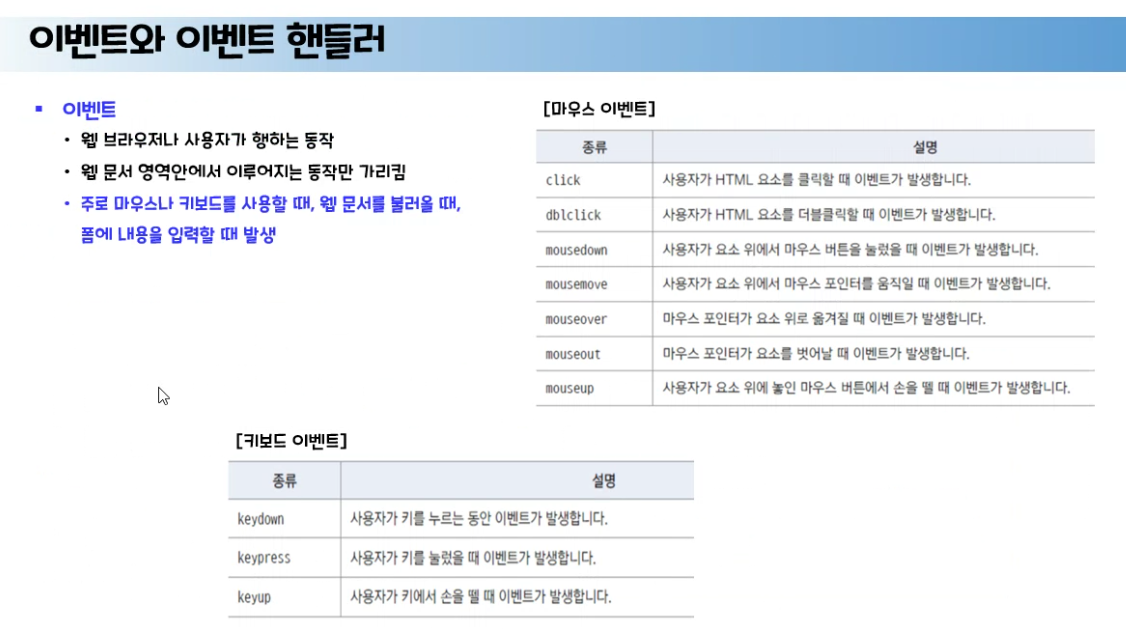 이벤트와 이벤트 핸들러
이벤트
웹 브라우저나 사용자가 행하는 동작
웹 문서 영역안에서 이루어지는 동작만 가리킴
주로 마우스나 키보드를 사용할 때, 웹 문서를 불러올 때,
폼에 내용을 입력할 때 발생
[마우스 이벤트]
종류 설명
click 사용자가 HTML 요소를 클릭할 때 이벤트가 발생합니다.
dblclick 사용자가 HTML 요소를 더블클릭할 때 이벤트가 발생합니다.
mousedown 사용자가 요소 위에서 마우스 버튼을 눌렀을 때 이벤트가 발생합니다.
mousemove 사용자가 요소 위에서 마우스 포인터를 움직일 때 이벤트가 발생합니다.
mouseover 마우스 포인터가 요소 위로 옮겨질 때 이벤트가 발생합니다.
mouseout 마우스 포인터가 요소를 벗어날 때 이벤트가 발생합니다.
mouseup 사용자가 요소 위에 놓인 마우스 버튼에서 손을 뗄 때 이벤트가 발생합니다.
[키보드 이벤트]
종류 설명
keydown 사용자가 키를 누르는 동안 이벤트가 발생합니다.
keypress 사용자가 키를 눌렀을 때 이벤트가 발생합니다.
keyup 사용자가 키에서 손을 뗄 때 이벤트가 발생합니다.